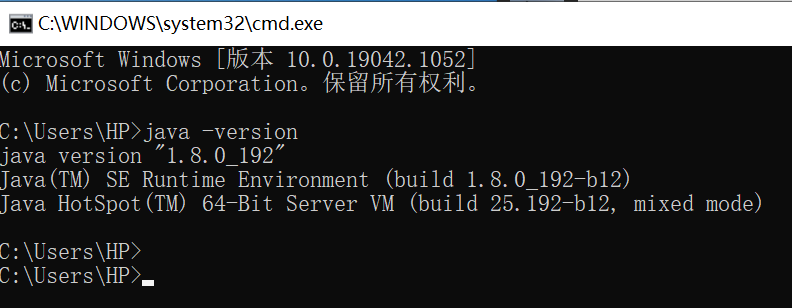 C:\WINDOWS\system32\cmd.exe
Microsoft Windows [版本 10.0.19042.1052]
(c) Microsoft Corporation。保留所有权利。
C:\Users\HP>java -version
java version "1.8.0_192"
Java(TM) SE Runtime Environment (build 1.8.0_192-b12)
Java HotSpot(TM) 64-Bit Server VM (build 25.192-b12, mixed mode)
C:\Users\HP>
C:\Users\HP>